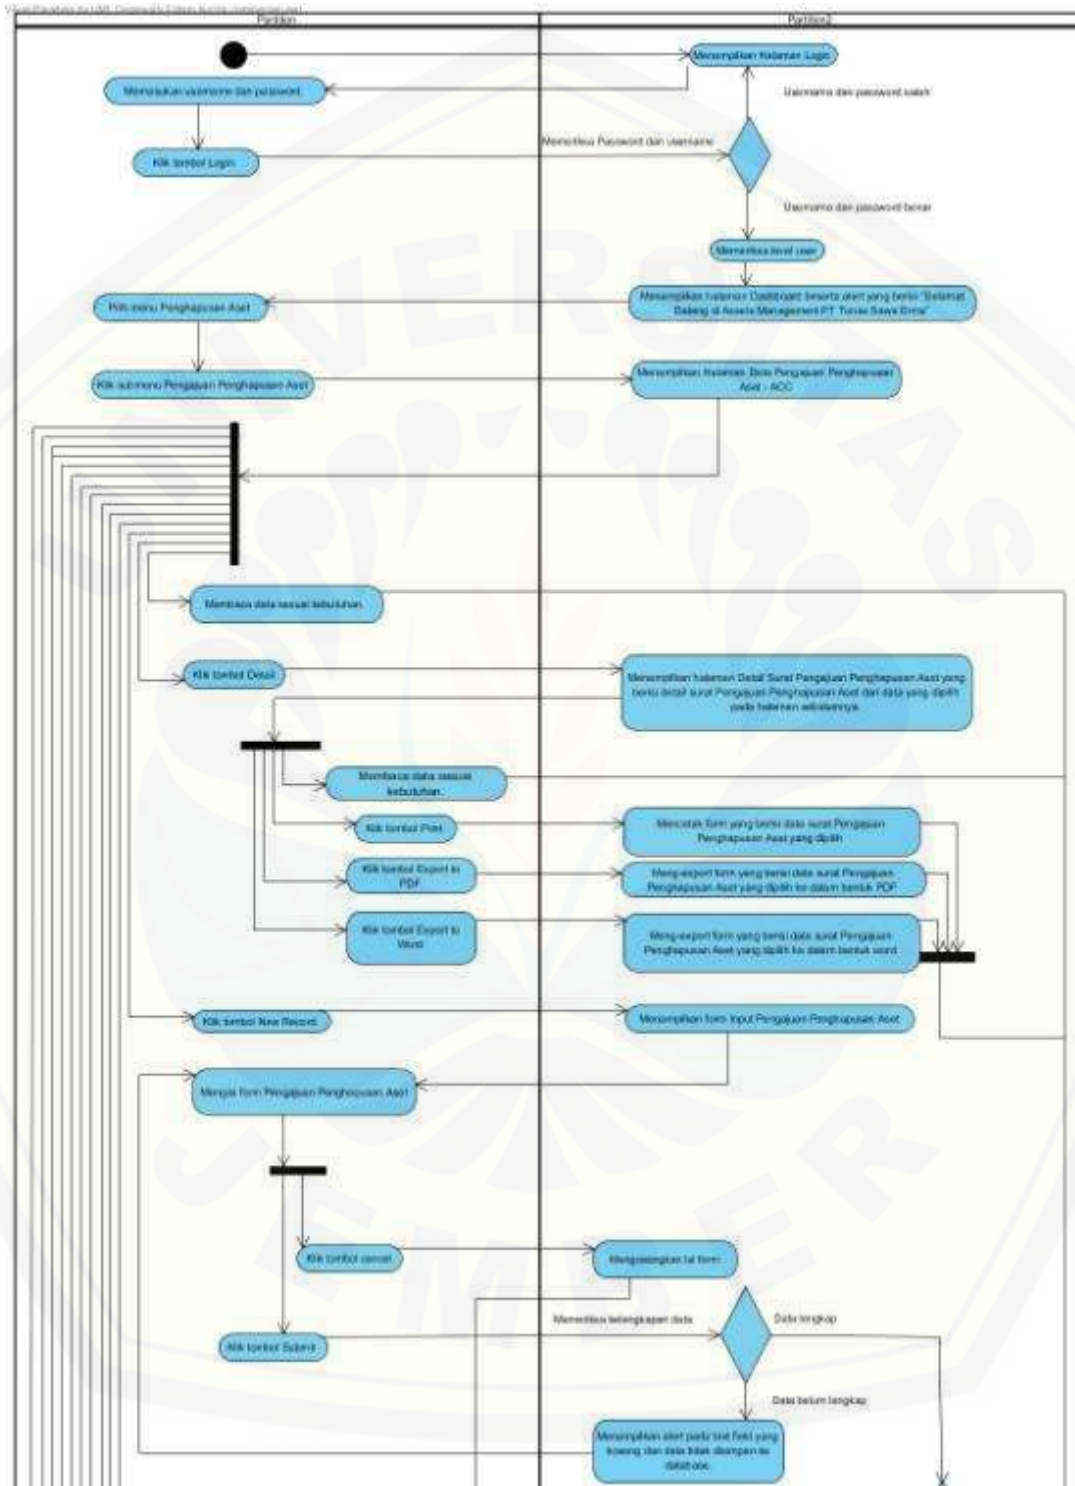 Partition
Partition2
Menampilkan Halaman Login
Memasukan username dan password.
Username dan password salah
Memeriksa Password dan username
Klik tombol Login
Username dan password benar
Memeriksa level user
Menampilkan halaman Dashboard beserta alert yang berisi "Selamat
Datang di Assets Management PT Tunas Sawa Erma"
Pilih menu Penghapusan Aset
Klik submenu Pengajuan Penghapusan Aset
Menampilkan Halaman Data Pengajuan Penghapusan
Aset - ACC
Membaca data sesuai kebutuhan.
Klik tombol Detail
Menampilkan halaman Detail Surat Pengajuan Penghapusan Aset yang
berisi detail surat Pengajuan Penghapusan Aset dari data yang dipilih
pada halaman sebelumnya.
Membaca data sesuai
kebutuhan.
Klik tombol Print
Mencetak form yang berisi data surat Pengajuan
Penghapusan Aset yang dipilih
Klik tombol Export to
PDF
Meng-export form yang berisi data surat Pengajuan
Penghapusan Aset yang dipilih ke dalam bentuk PDF
Klik tombol Export to
Word
Meng-export form yang berisi data surat Pengajuan
Penghapusan Aset yang dipilih ke dalam bentuk word.
Klik tombol New Record
Menampilkan form Input Pengajuan Penghapusan Aset
Mengisi form Pengajuan Penghapusan Aset
Klik tombol cancel
Mengosongkan isi form
Memeriksa kelengkapan data
Data lengkap
Klik tombol Submit
Data belum lengkap
Menampilkan alert pada text field yang
kosong dan data tidak disimpan ke
database.
UNIVERSITAS
JEMBER